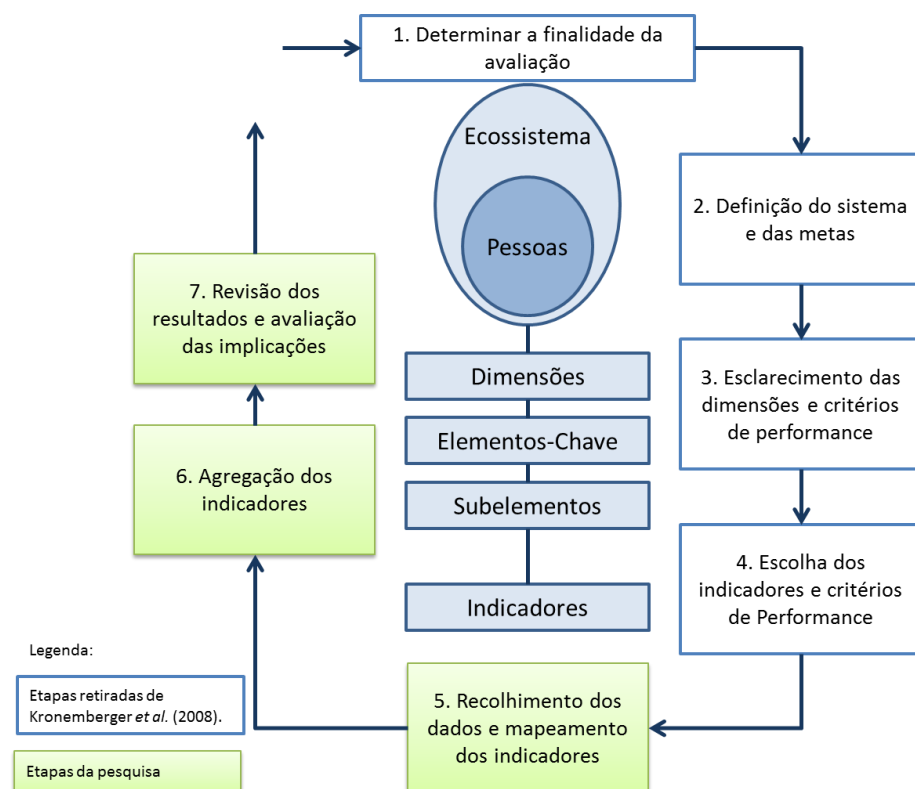 1. Determinar a finalidade da
avaliação
Ecossistema
Pessoas
2. Definição do sistema
e das metas
7. Revisão dos
resultados e avaliação
das implicações
Dimensões
3. Esclarecimento das
dimensões e critérios
de performance
Elementos-Chave
6. Agregação dos
indicadores
Subelementos
4. Escolha dos
indicadores e critérios
de Performance
Indicadores
Legenda:
Etapas retiradas de
Kronemberger et al. (2008).
5. Recolhimento dos
dados e mapeamento
dos indicadores
Etapas da pesquisa